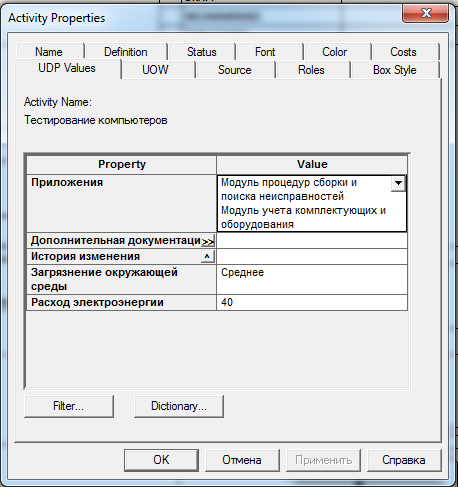 Activity Properties
Name Definition Status Font Color Costs
UDP Values UOW Source Roles Box Style
Activity Name:
Тестирование компьютеров
Property Value
Приложения Модуль процедур сборки и
поиска неисправностей
Модуль учета комплектующих и
оборудования
Дополнительная документаци >>
История изменения ^
Загрязнение окружающей Среднее
среды
Расход электроэнергии 40
Filter... Dictionary...
OK Отмена Применить Справка